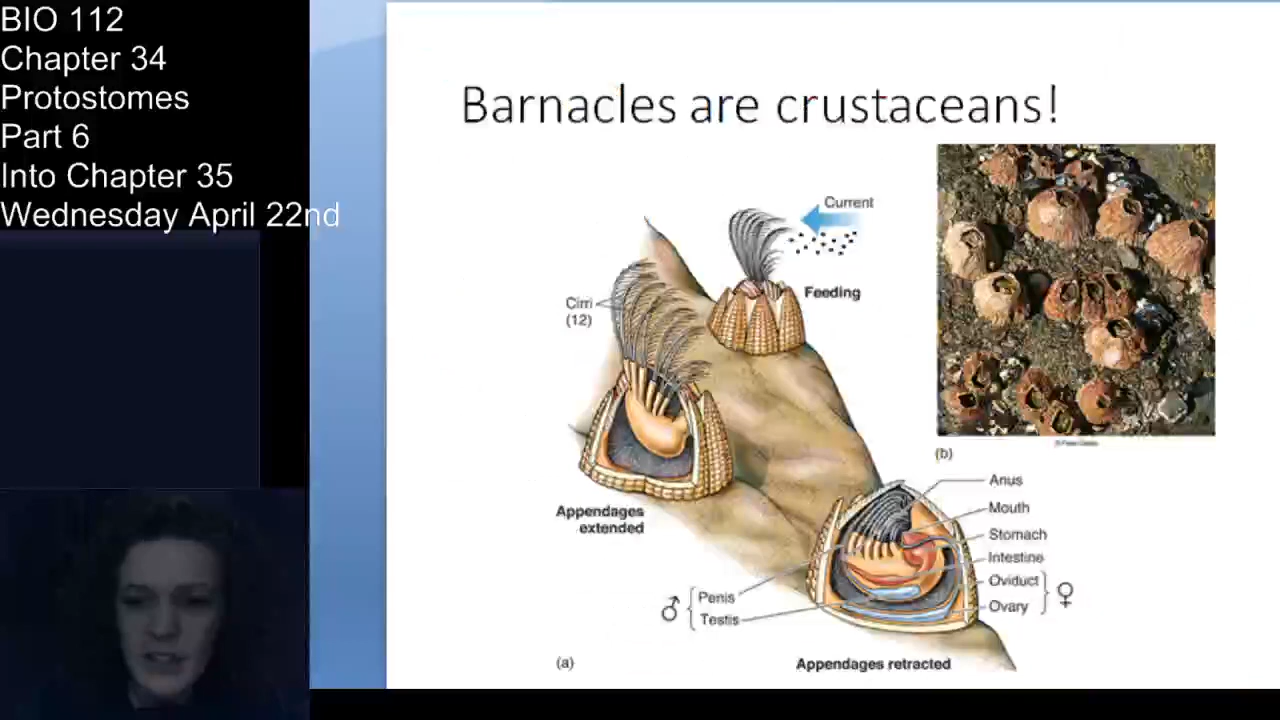 BIO 112
Chapter 34
Protostomes
Part 6
Into Chapter 35
Wednesday April 22nd
Barnacles are crustaceans!
Current
Feeding
Cirri
(12)
(b)
Appendages
extended
Anus
Mouth
Stomach
Intestine
Oviduct
Ovary
♀
♂
Penis
Testis
(a)
Appendages retracted